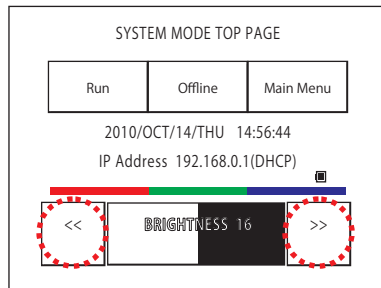 SYSTEM MODE TOP PAGE
Run Offline Main Menu
2010/OCT/14/THU 14:56:44
IP Address 192.168.0.1(DHCP)
<< BRIGHTNESS 16 >>